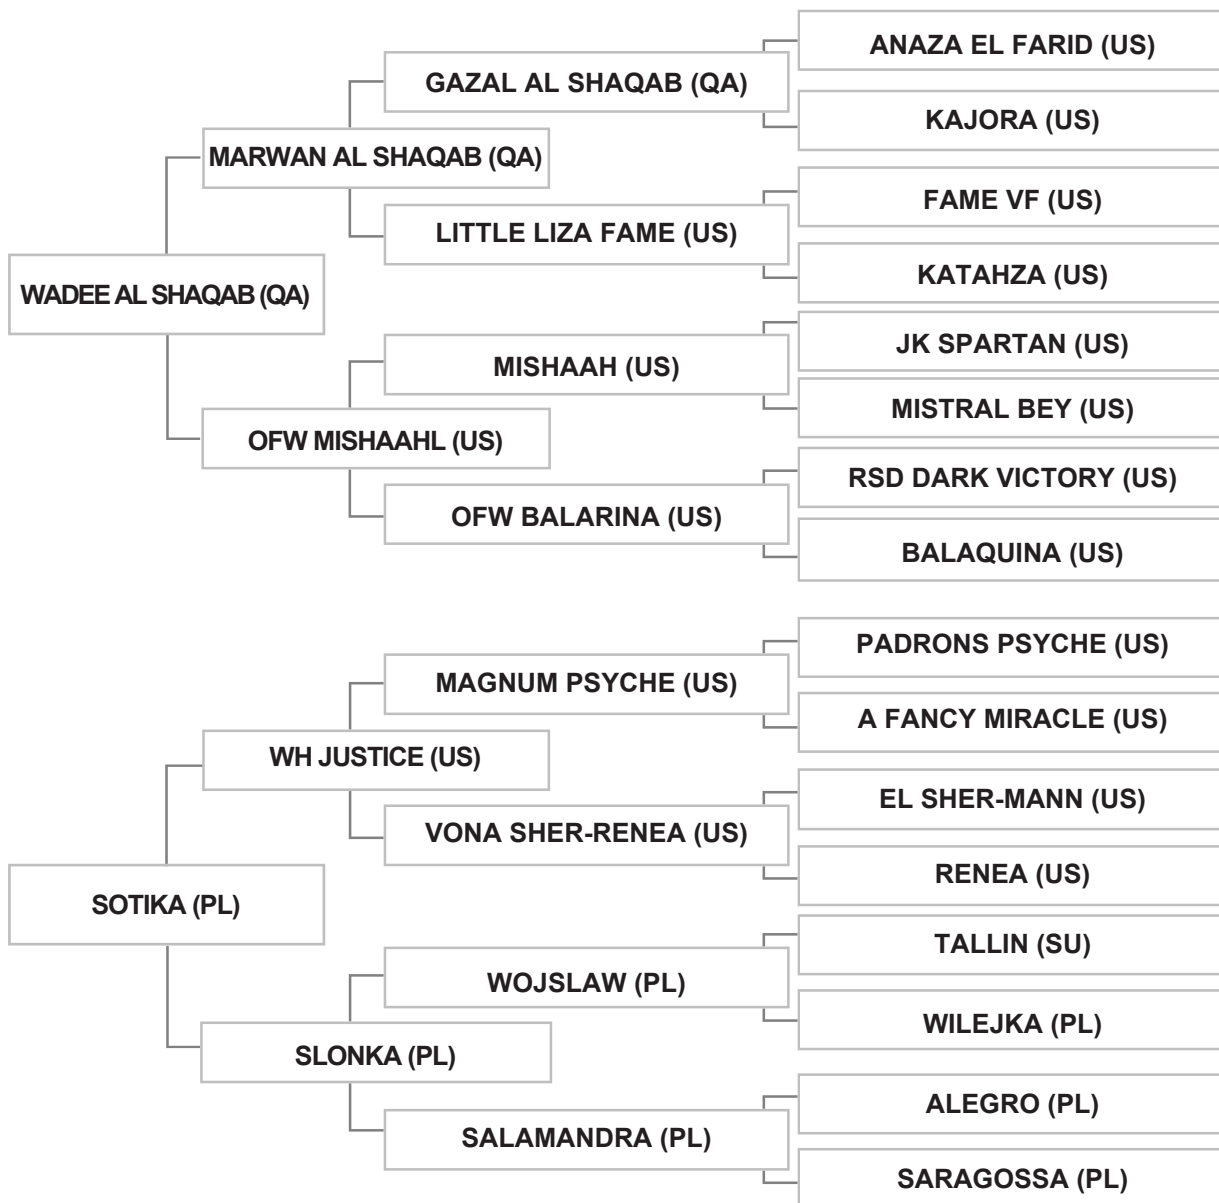 ANAZA EL FARID (US)
GAZAL AL SHAQAB (QA)
KAJORA (US)
MARWAN AL SHAQAB (QA)
FAME VF (US)
LITTLE LIZA FAME (US)
KATAHZA (US)
WADEE AL SHAQAB (QA)
JK SPARTAN (US)
MISHAAH (US)
MISTRAL BEY (US)
OFW MISHAAHL (US)
RSD DARK VICTORY (US)
OFW BALARINA (US)
BALAQUINA (US)
PADRONS PSYCHE (US)
MAGNUM PSYCHE (US)
A FANCY MIRACLE (US)
WH JUSTICE (US)
EL SHER-MANN (US)
VONA SHER-RENEA (US)
RENEA (US)
SOTIKA (PL)
TALLIN (SU)
WOJSLAW (PL)
WILEJKA (PL)
SLONKA (PL)
ALEGRO (PL)
SALAMANDRA (PL)
SARAGOSSA (PL)